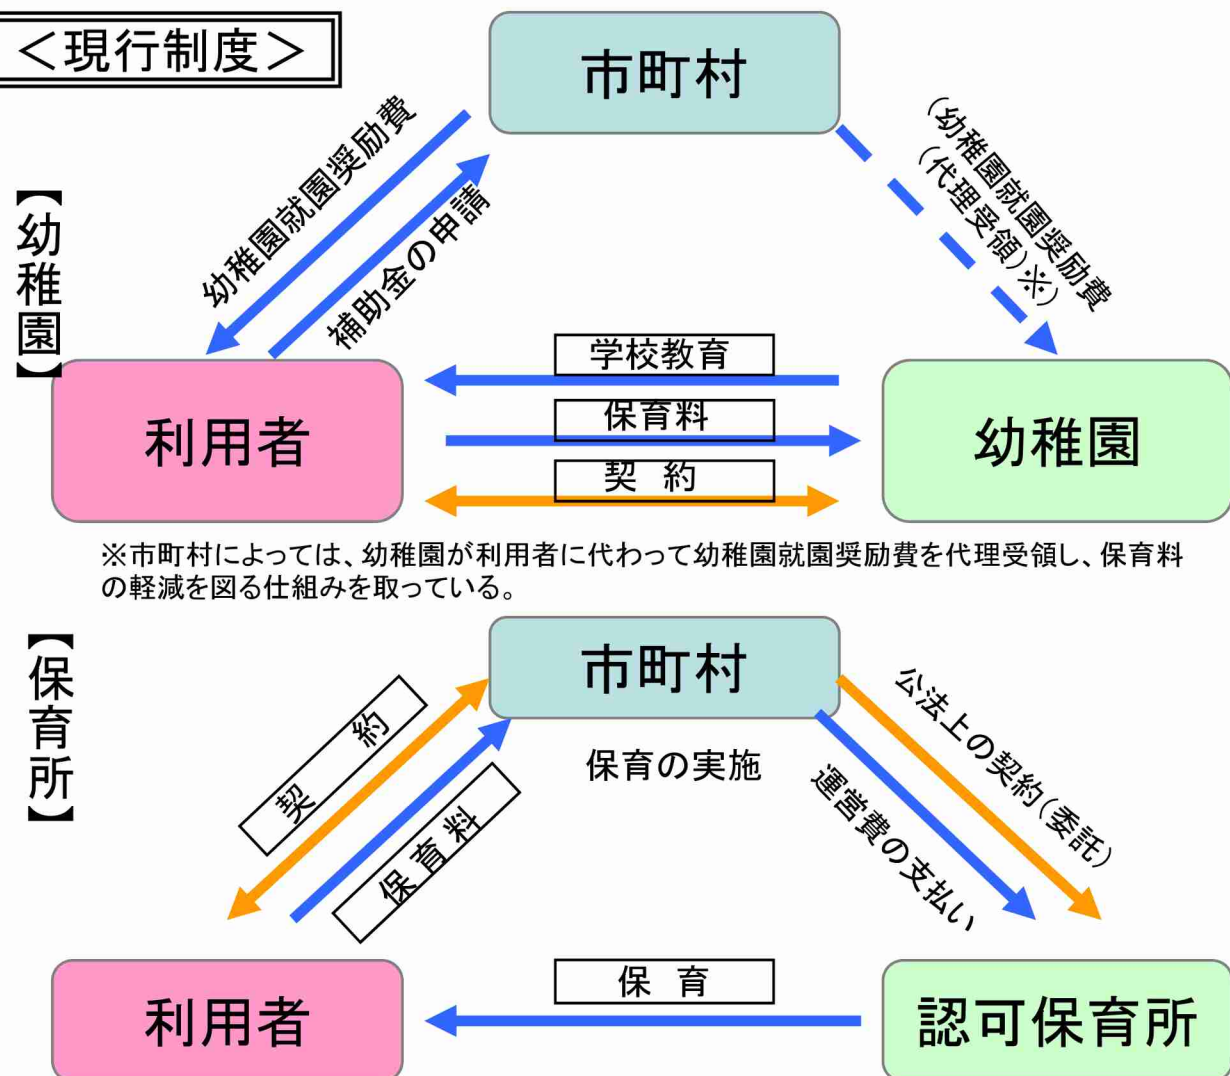 ＜現行制度＞
市町村
【幼稚園】
幼稚園就園奨励費
補助金の申請
(幼稚園就園奨励費
(代理受領)※)
学校教育
利用者
保育料
幼稚園
契 約
※市町村によっては、幼稚園が利用者に代わって幼稚園就園奨励費を代理受領し、保育料
の軽減を図る仕組みを取っている。
【保育所】
市町村
契 約
保育料
保育の実施
公法上の契約(委託)
運営費の支払い
利用者
保 育
認可保育所